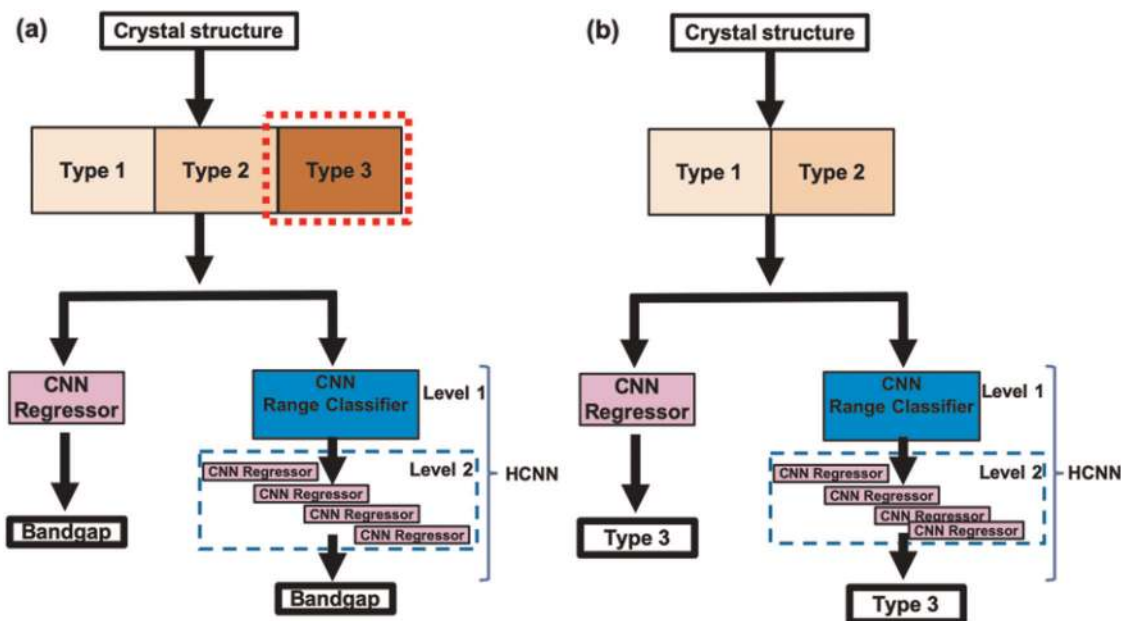 (a)
Crystal structure
Type 1
Type 2
Type 3
CNN
Regressor
Bandgap
CNN
Range Classifier
Level 1
Level 2
CNN Regressor
CNN Regressor
CNN Regressor
CNN Regressor
HCNN
Bandgap
(b)
Crystal structure
Type 1
Type 2
CNN
Regressor
Type 3
CNN
Range Classifier
Level 1
Level 2
CNN Regressor
CNN Regressor
CNN Regressor
CNN Regressor
HCNN
Type 3